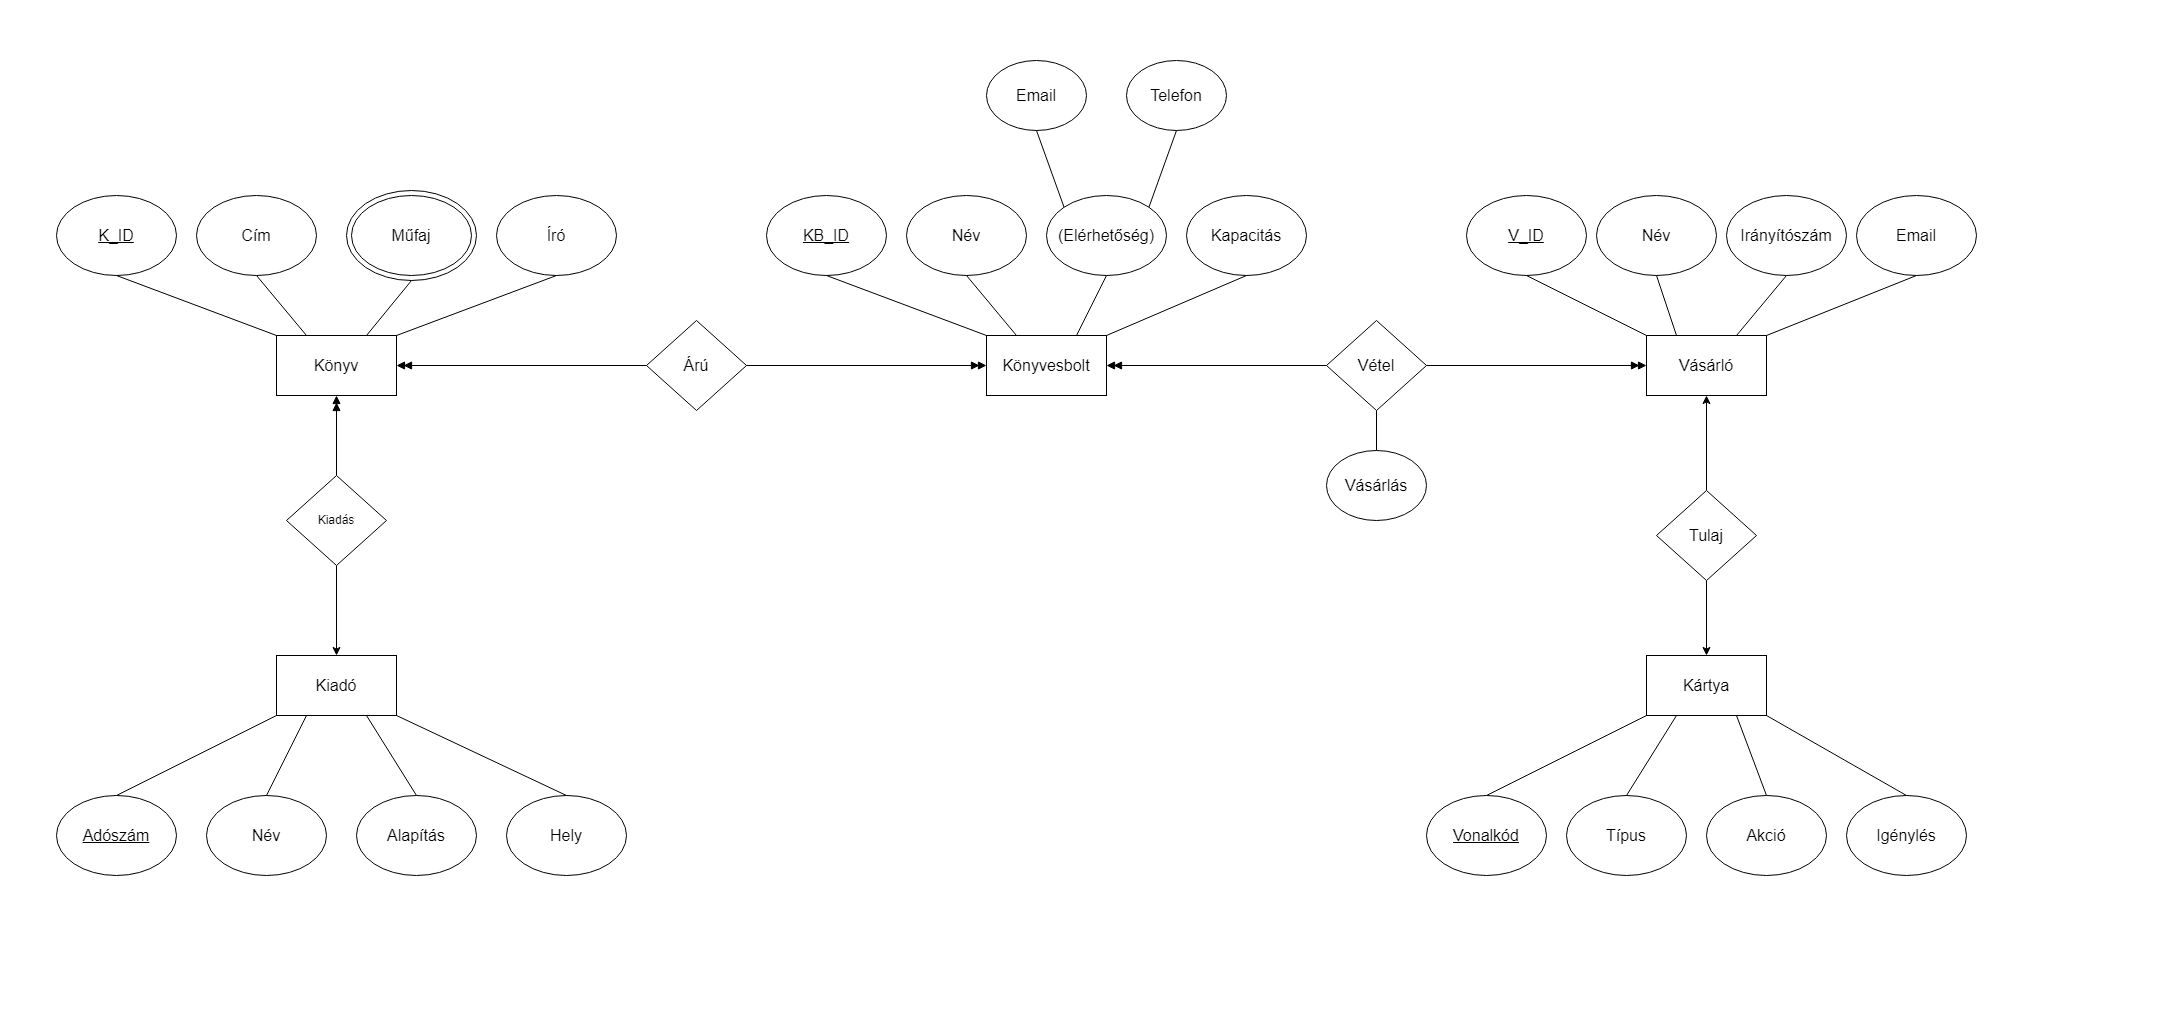 Email
Telefon
K_ID
Cím
Műfaj
Író
KB_ID
Név
(Elérhetőség)
Kapacitás
V_ID
Név
Irányítószám
Email
Könyv
Árú
Könyvesbolt
Vétel
Vásárló
Vásárlás
Kiadás
Tulaj
Kiadó
Kártya
Adószám
Név
Alapítás
Hely
Vonalkód
Típus
Akció
Igénylés